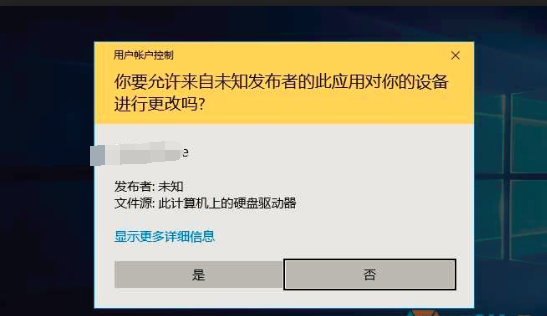 用户帐户控制
你要允许来自未知发布者的此应用对你的设备
进行更改吗?
e
发布者: 未知
文件源: 此计算机上的硬盘驱动器
显示更多详细信息
是
否